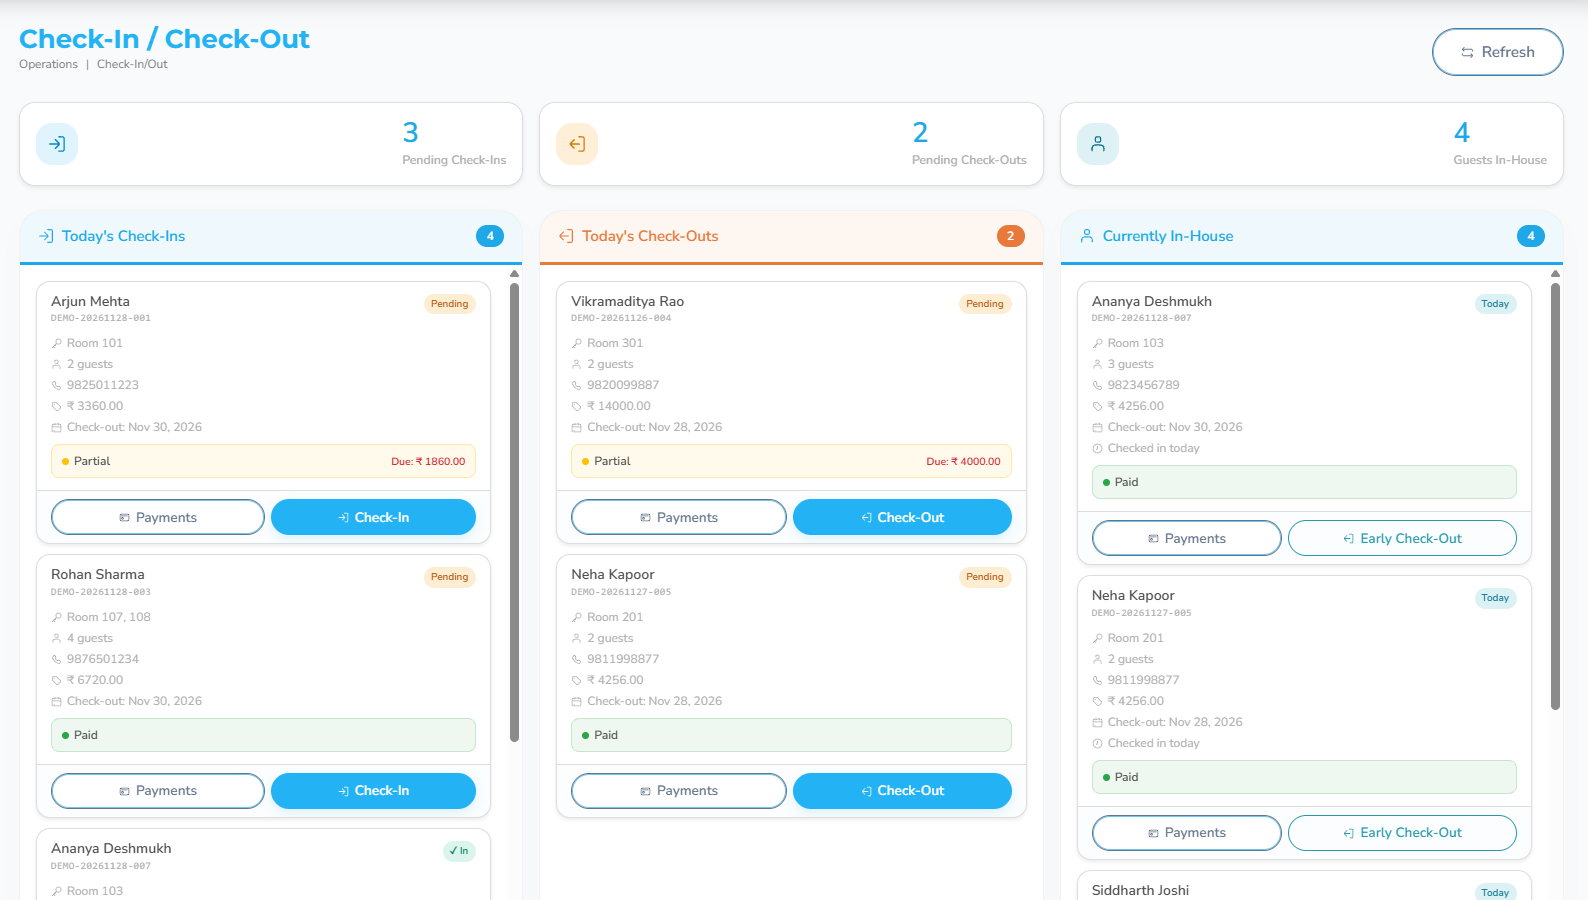 Check-In / Check-Out
Operations | Check-In/Out
Refresh
3
Pending Check-Ins
2
Pending Check-Outs
4
Guests In-House
Today's Check-Ins 4
Arjun Mehta Pending
DEMO-20261128-001
Room 101
2 guests
9825011223
₹ 3360.00
Check-out: Nov 30, 2026
Partial Due: ₹ 1860.00
Payments Check-In
Rohan Sharma Pending
DEMO-20261128-003
Room 107, 108
4 guests
9876501234
₹ 6720.00
Check-out: Nov 30, 2026
Paid
Payments Check-In
Ananya Deshmukh ✓ In
DEMO-20261128-007
Room 103
Today's Check-Outs 2
Vikramaditya Rao Pending
DEMO-20261126-004
Room 301
2 guests
9820099887
₹ 14000.00
Check-out: Nov 28, 2026
Partial Due: ₹ 4000.00
Payments Check-Out
Neha Kapoor Pending
DEMO-20261127-005
Room 201
2 guests
9811998877
₹ 4256.00
Check-out: Nov 28, 2026
Paid
Payments Check-Out
Currently In-House 4
Ananya Deshmukh Today
DEMO-20261128-007
Room 103
3 guests
9823456789
₹ 4256.00
Check-out: Nov 30, 2026
Checked in today
Paid
Payments Early Check-Out
Neha Kapoor Today
DEMO-20261127-005
Room 201
2 guests
9811998877
₹ 4256.00
Check-out: Nov 28, 2026
Checked in today
Paid
Payments Early Check-Out
Siddharth Joshi Today